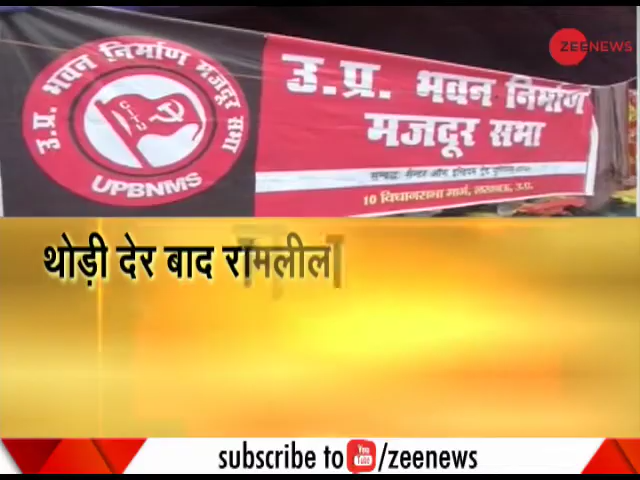 ZEENEWS
उ.प्र. भवन निर्माण मजदूर सभा
UPBNMS
उ.प्र. भवन निर्माण
मजदूर सभा
10 विधानसभा मार्ग, लखनऊ, उ.प्र.
थोड़ी देर बाद रामलील
subscribe to You Tube /zeenews